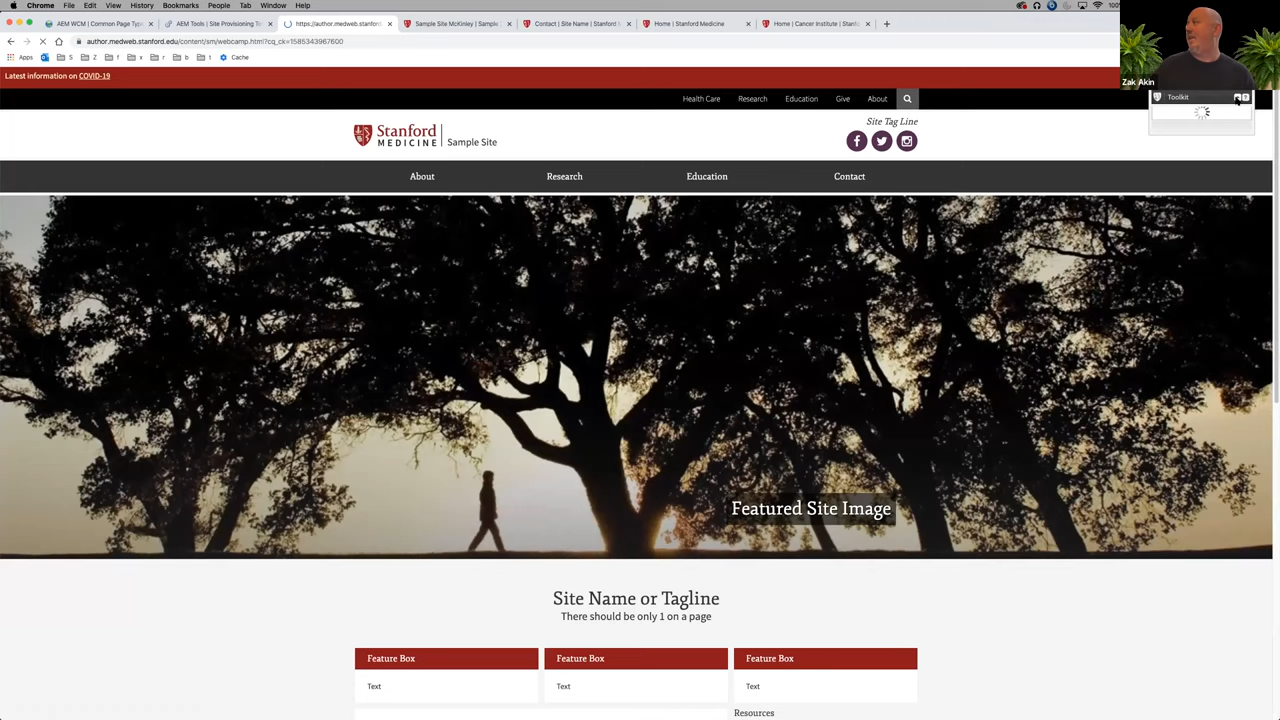 Chrome File Edit View History Bookmarks People Tab Window Help
AEM WCM | Common Page Typ
AEM Tools | Site Provisioning To
https://author.medweb.stanford
Sample Site McKinley | Sample
Contact | Site Name | Stanford M
Home | Stanford Medicine
Home | Cancer Institute | Stanf
author.medweb.stanford.edu/content/sm/webcamp.html?cq_ck=1585343967600
Apps S Z f x r b t Cache
Zak Akin
Latest information on COVID-19
Toolkit
Health Care Research Education Give About
Site Tag Line
Stanford
MEDICINE
Sample Site
About Research Education Contact
Featured Site Image
Site Name or Tagline
There should be only 1 on a page
Feature Box Feature Box Feature Box
Text Text Text
Resources